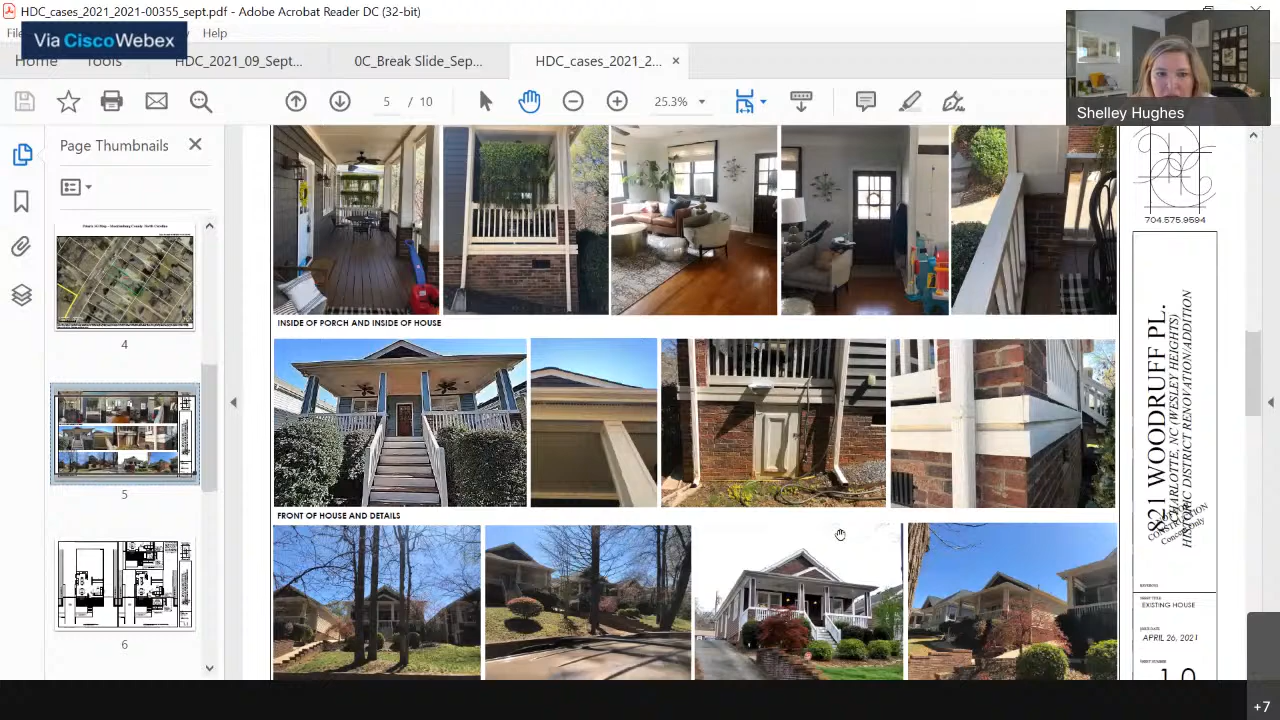 HDC_cases_2021_2021-00355_sept.pdf - Adobe Acrobat Reader DC (32-bit)
Help
Via CiscoWebex
Home Tools HDC_2021_09_Sept... 0C_Break Slide_Sep... HDC_cases_2021_2... ×
5 / 10 25.3%
Shelley Hughes
Page Thumbnails
4
5
6
INSIDE OF PORCH AND INSIDE OF HOUSE
FRONT OF HOUSE AND DETAILS
704.575.9594
821 WOODRUFF PL.
CHARLOTTE, NC (WESLEY HEIGHTS)
HISTORIC DISTRICT RENOVATION/ADDITION
CONSTRUCTION
EXISTING HOUSE
APRIL 26, 2021
+7